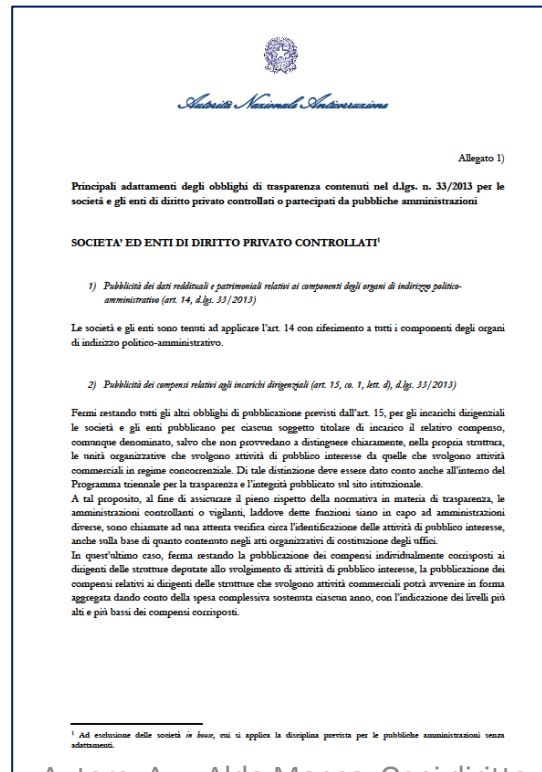 Autorità Nazionale Anticorruzione
Allegato 1)
Principali adattamenti degli obblighi di trasparenza contenuti nel d.lgs. n. 33/2013 per le
società e gli enti di diritto privato controllati o partecipati da pubbliche amministrazioni
SOCIETA' ED ENTI DI DIRITTO PRIVATO CONTROLLATI¹
1) Pubblicità dei dati reddituali e patrimoniali relativi ai componenti degli organi di indirizzo politico-
amministrativo (art. 14, d.lgs. 33/2013)
Le società e gli enti sono tenuti ad applicare l'art. 14 con riferimento a tutti i componenti degli organi
di indirizzo politico-amministrativo.
2) Pubblicità dei compensi relativi agli incarichi dirigenziali (art. 15, co. 1, lett. d), d.lgs. 33/2013)
Fermi restando tutti gli altri obblighi di pubblicazione previsti dall'art. 15, per gli incarichi dirigenziali
le società e gli enti pubblicano per ciascun soggetto titolare di incarico il relativo compenso,
comunque denominato, salvo che non provvedano a distinguere chiaramente, nella propria struttura,
le unità organizzative che svolgono attività di pubblico interesse da quelle che svolgono attività
commerciali in regime concorrenziale. Di tale distinzione deve essere dato conto anche all'interno del
Programma triennale per la trasparenza e l'integrità pubblicato sul sito istituzionale.
A tal proposito, al fine di assicurare il pieno rispetto della normativa in materia di trasparenza, le
amministrazioni controllanti o vigilanti, laddove dette funzioni siano in capo ad amministrazioni
diverse, sono chiamate ad una attenta verifica circa l'identificazione delle attività di pubblico interesse,
anche sulla base di quanto contenuto negli atti organizzativi di costituzione degli uffici.
In quest'ultimo caso, ferma restando la pubblicazione dei compensi individualmente corrisposti ai
dirigenti delle strutture deputate allo svolgimento di attività di pubblico interesse, la pubblicazione dei
compensi relativi ai dirigenti delle strutture che svolgono attività commerciali potrà avvenire in forma
aggregata dando conto della spesa complessiva sostenuta ciascun anno, con l'indicazione dei livelli più
alti e più bassi dei compensi corrisposti.
¹ Ad esclusione delle società in house, cui si applica la disciplina prevista per le pubbliche amministrazioni senza
adattamenti.